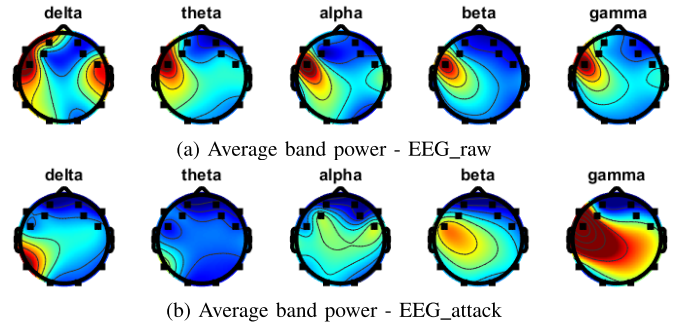 delta theta alpha beta gamma
(a) Average band power - EEG_raw
delta theta alpha beta gamma
(b) Average band power - EEG_attack